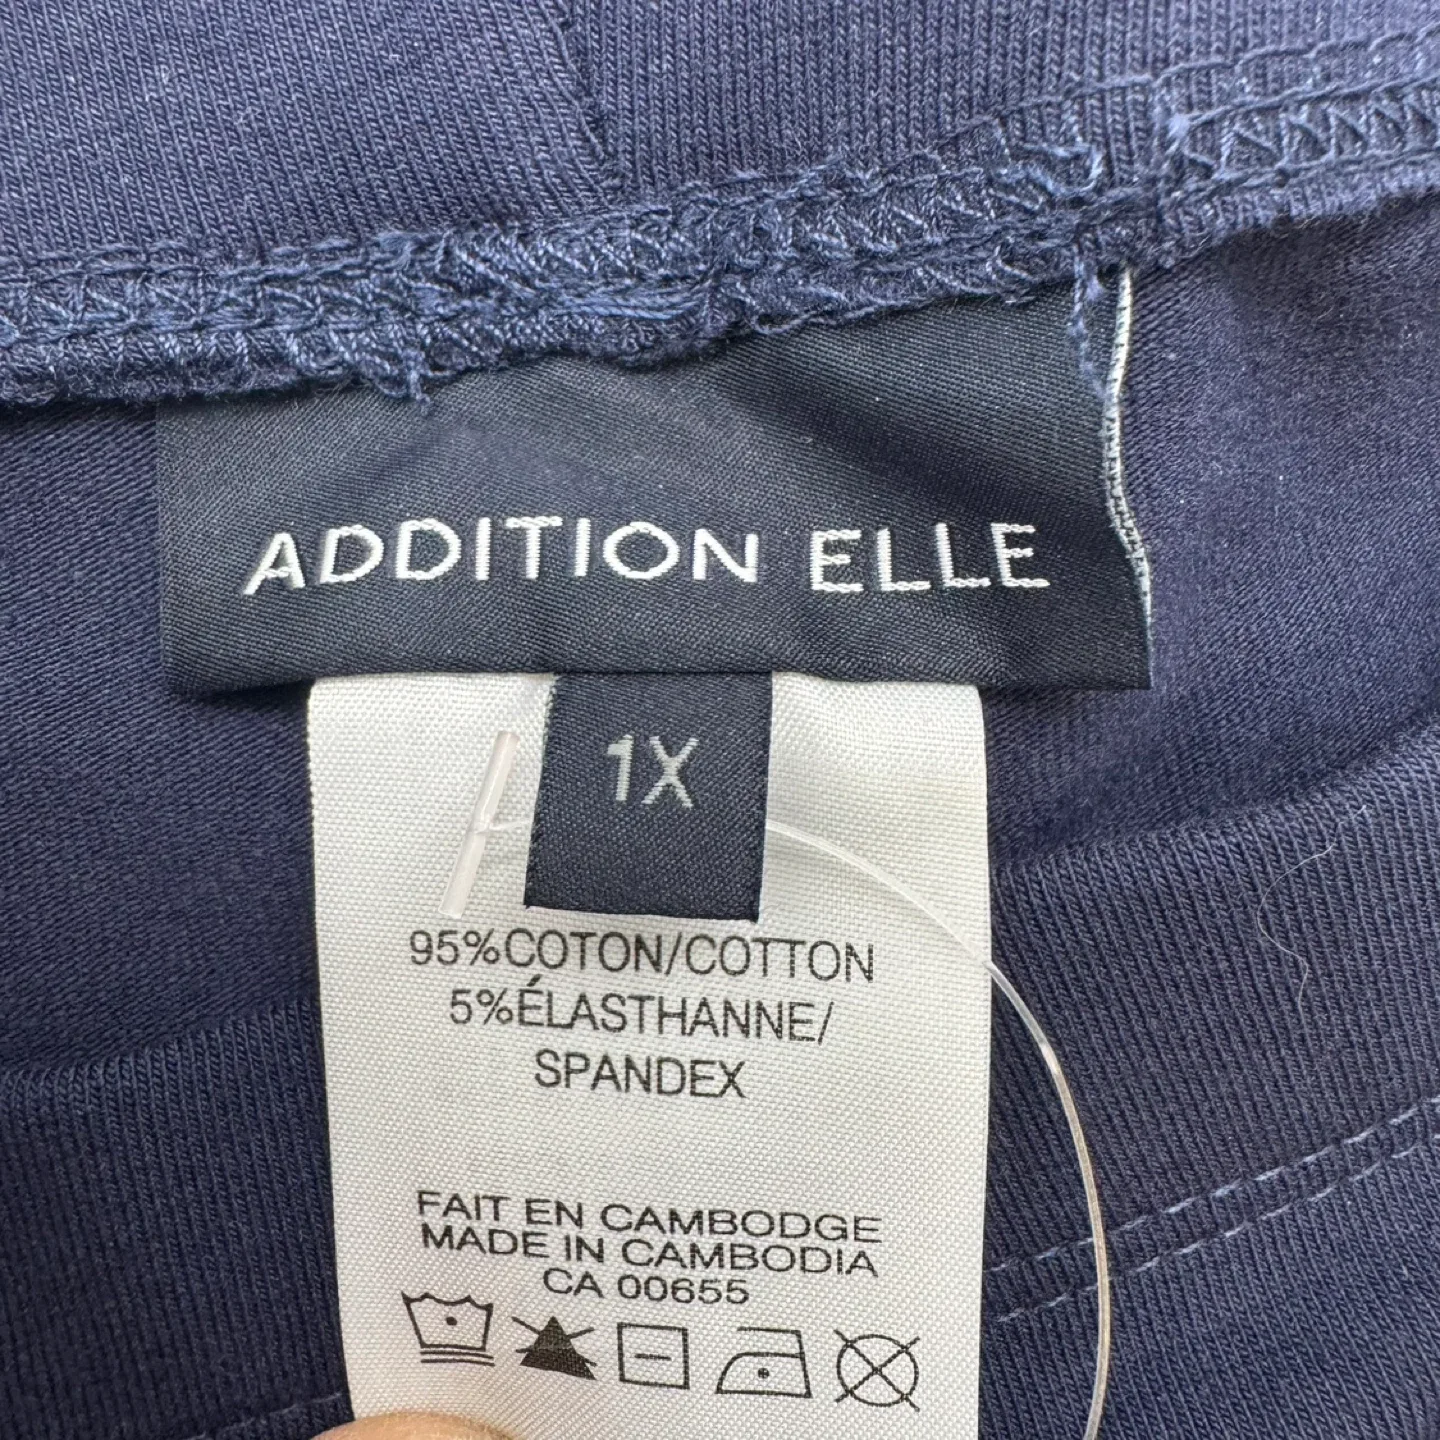 ADDITION ELLE
1X
95%COTON/COTTON
5%ÉLASTHANNE/
SPANDEX
FAIT EN CAMBODGE
MADE IN CAMBODIA
CA 00655